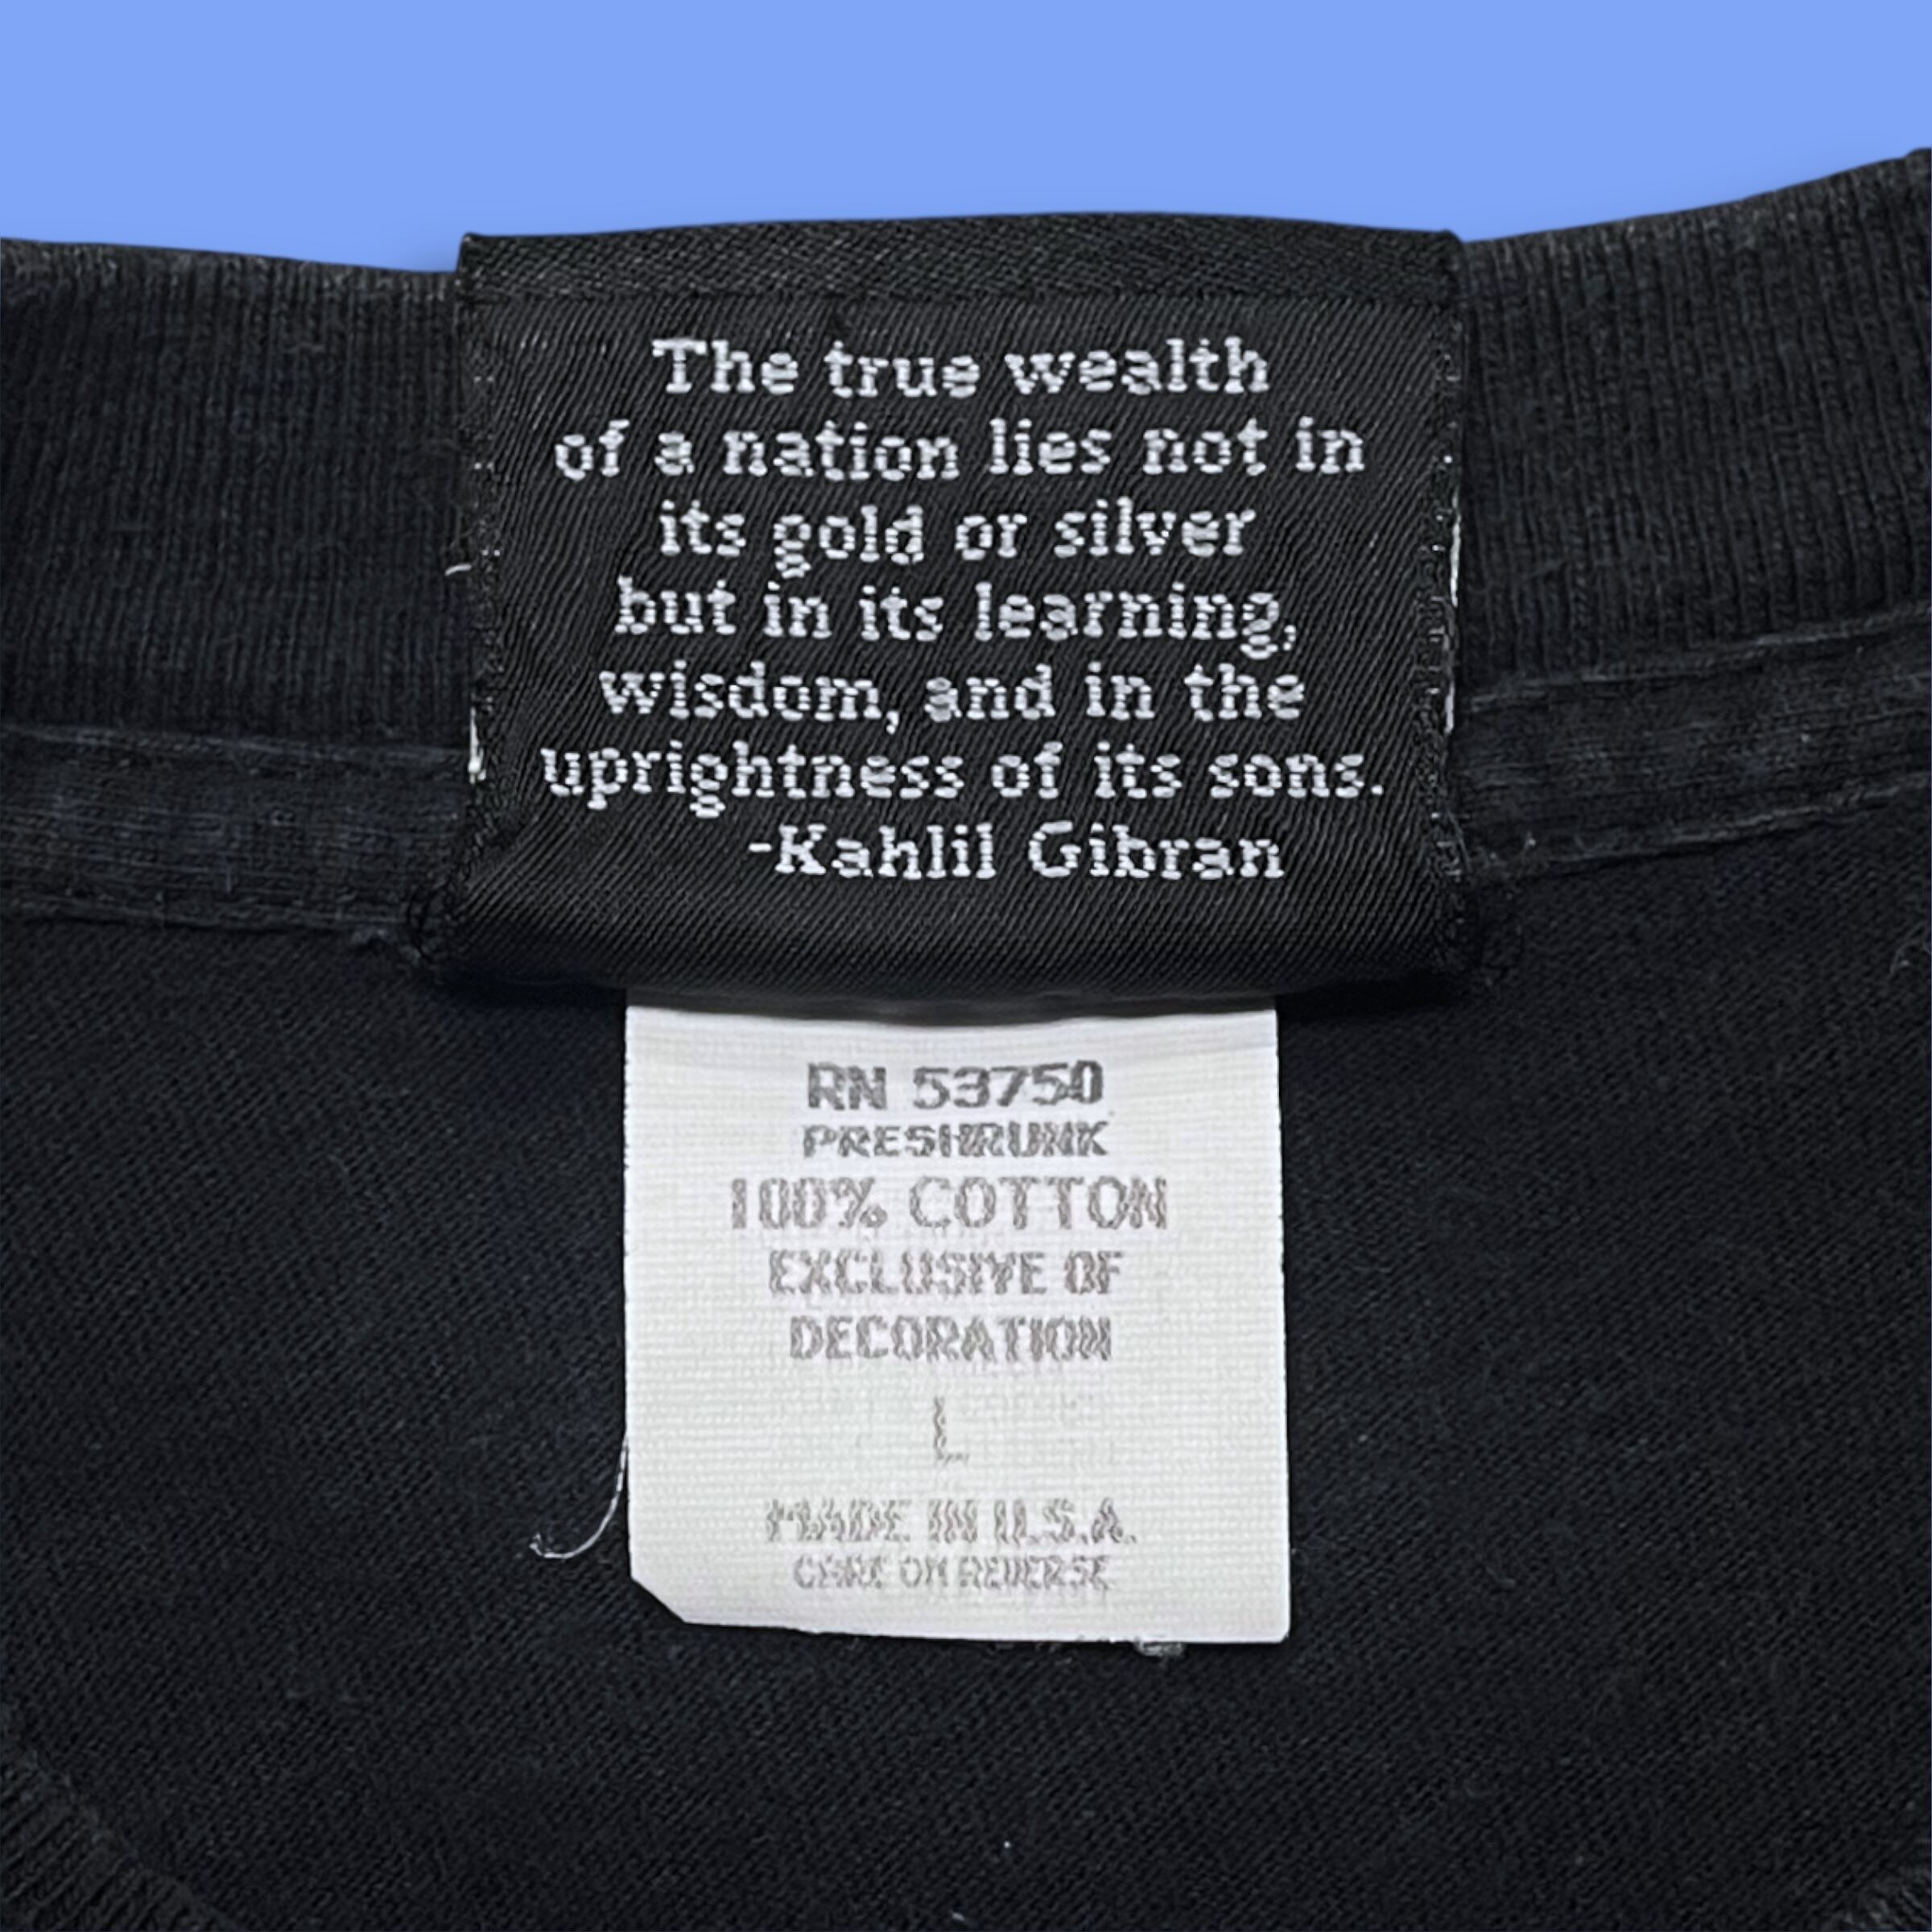 The true wealth
of a nation lies not in
its gold or silver
but in its learning,
wisdom, and in the
uprightness of its sons.
-Kahlil Gibran
RN 53750
PRESHRUNK
100% COTTON
EXCLUSIVE OF
DECORATION
L
MADE IN U.S.A.
CARE ON REVERSE